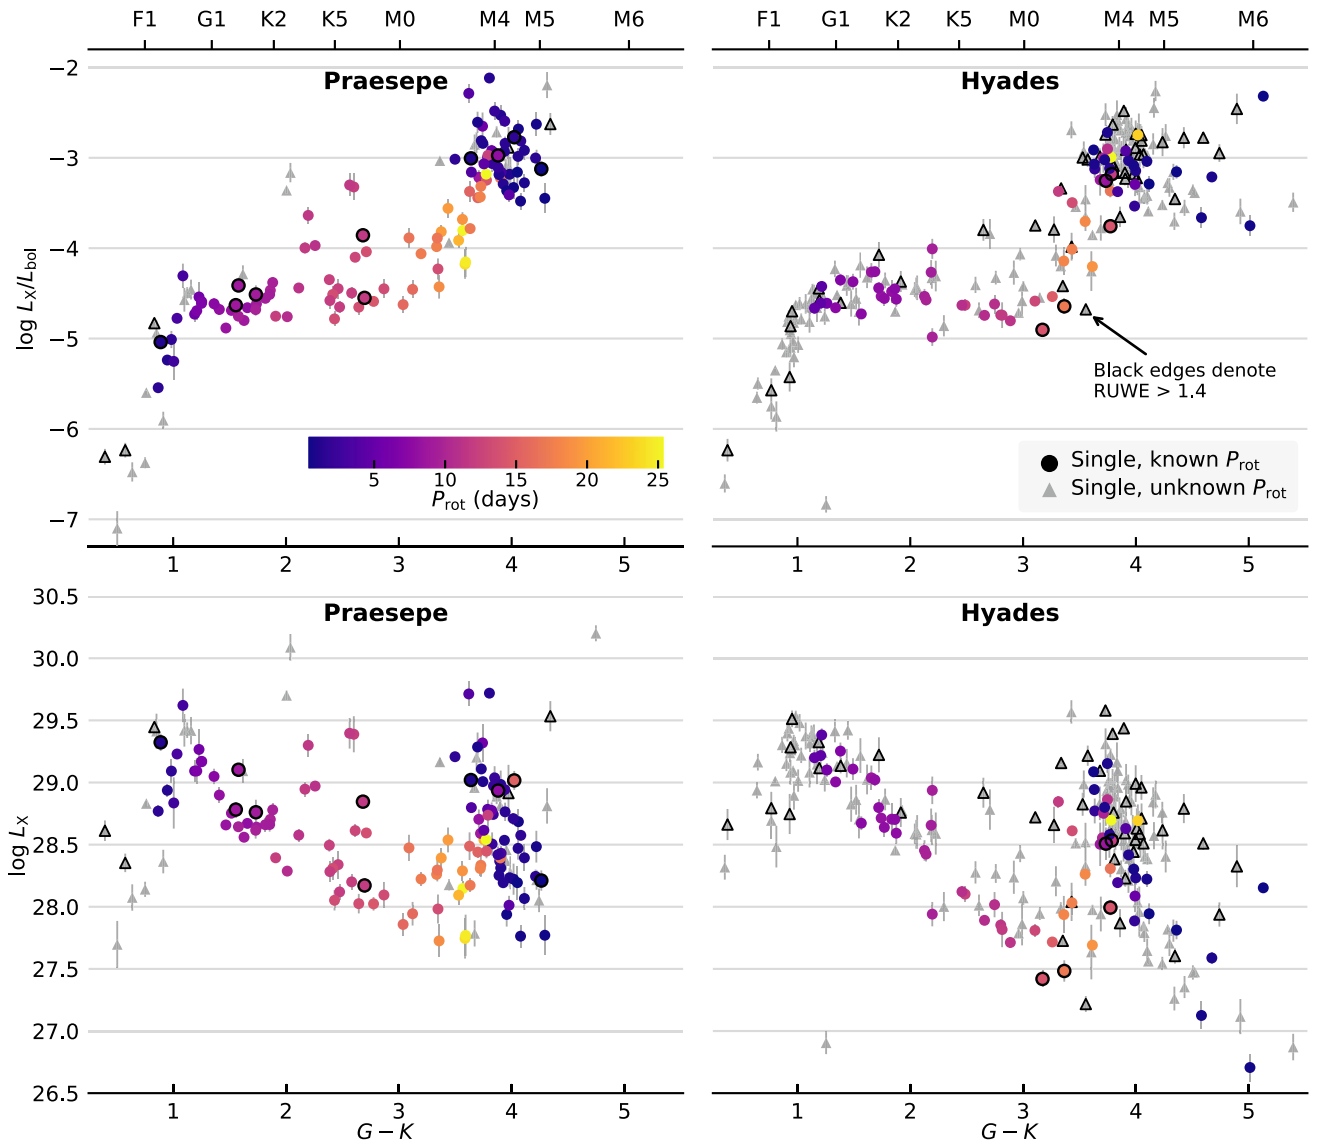 F1 G1 K2 K5 M0 M4 M5 M6
F1 G1 K2 K5 M0 M4 M5 M6
Praesepe
Hyades
log L_X/L_bol
−2
−3
−4
−5
−6
−7
5 10 15 20 25
P_rot (days)
Black edges denote
RUWE > 1.4
Single, known P_rot
Single, unknown P_rot
1 2 3 4 5
1 2 3 4 5
Praesepe
Hyades
log L_X
30.5
30.0
29.5
29.0
28.5
28.0
27.5
27.0
26.5
1 2 3 4 5
1 2 3 4 5
G − K
G − K